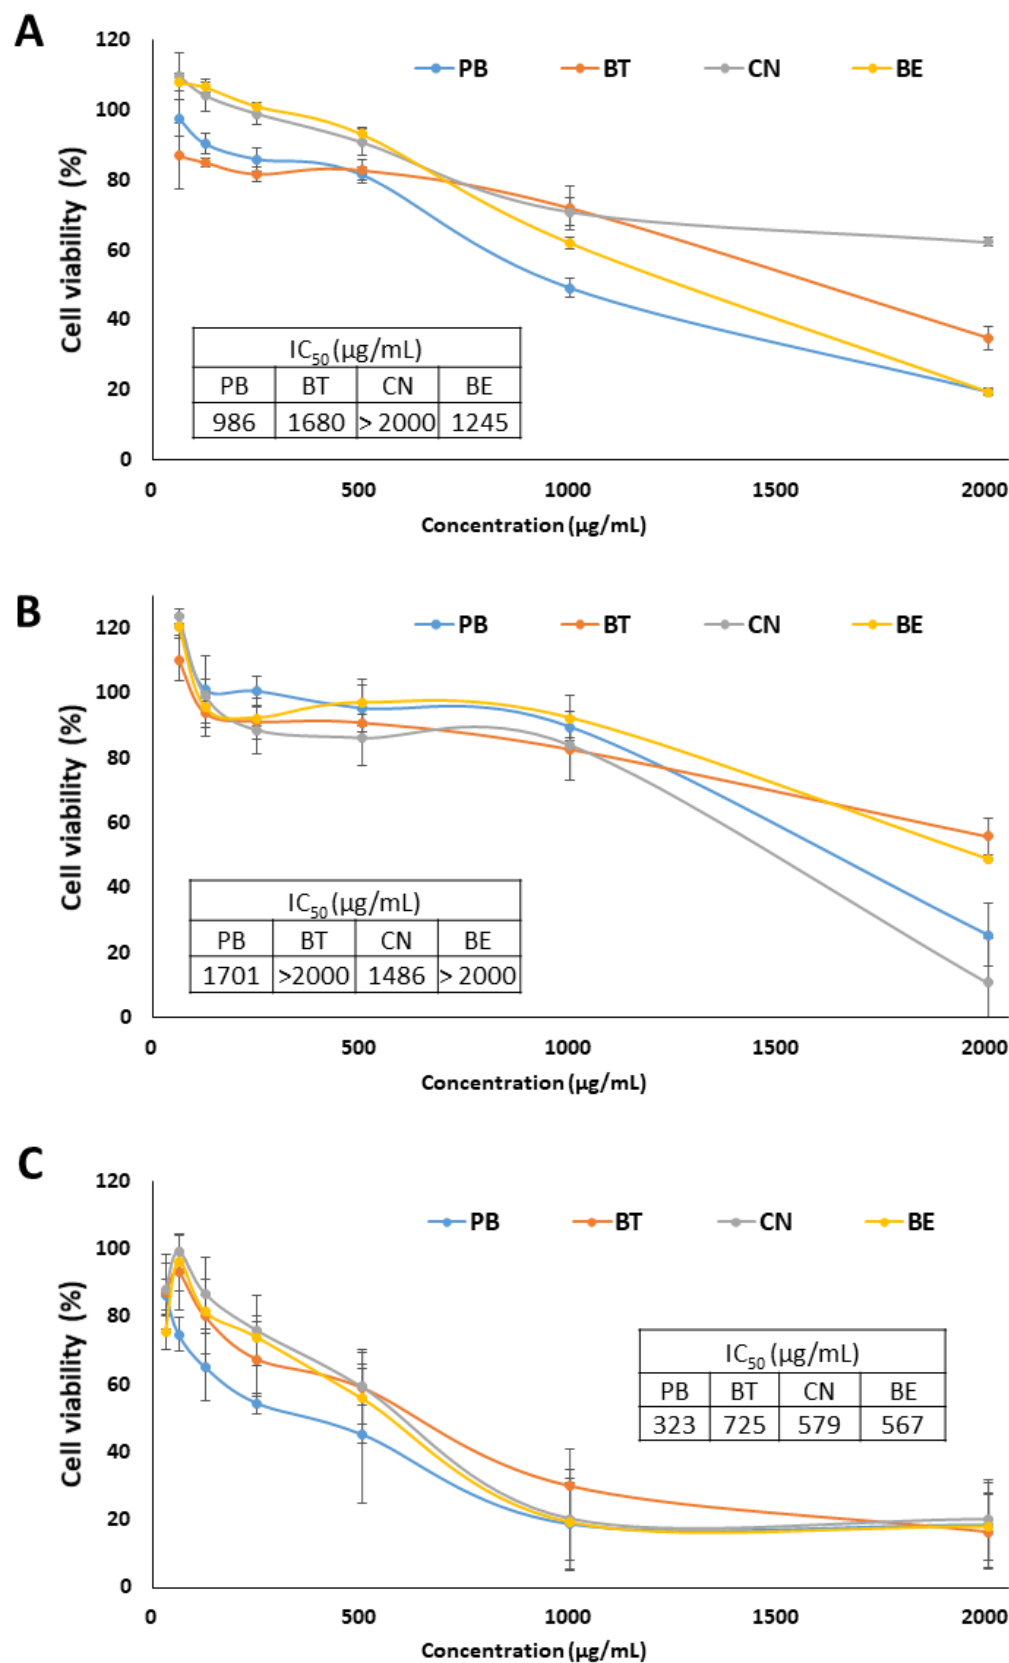 A
PB BT CN BE
120
100
80
60
40
20
0
Cell viability (%)
IC50 (µg/mL)
PB BT CN BE
986 1680 > 2000 1245
0 500 1000 1500 2000
Concentration (µg/mL)
B
PB BT CN BE
120
100
80
60
40
20
0
Cell viability (%)
IC50 (µg/mL)
PB BT CN BE
1701 >2000 1486 > 2000
0 500 1000 1500 2000
Concentration (µg/mL)
C
PB BT CN BE
120
100
80
60
40
20
0
Cell viability (%)
IC50 (µg/mL)
PB BT CN BE
323 725 579 567
0 500 1000 1500 2000
Concentration (µg/mL)